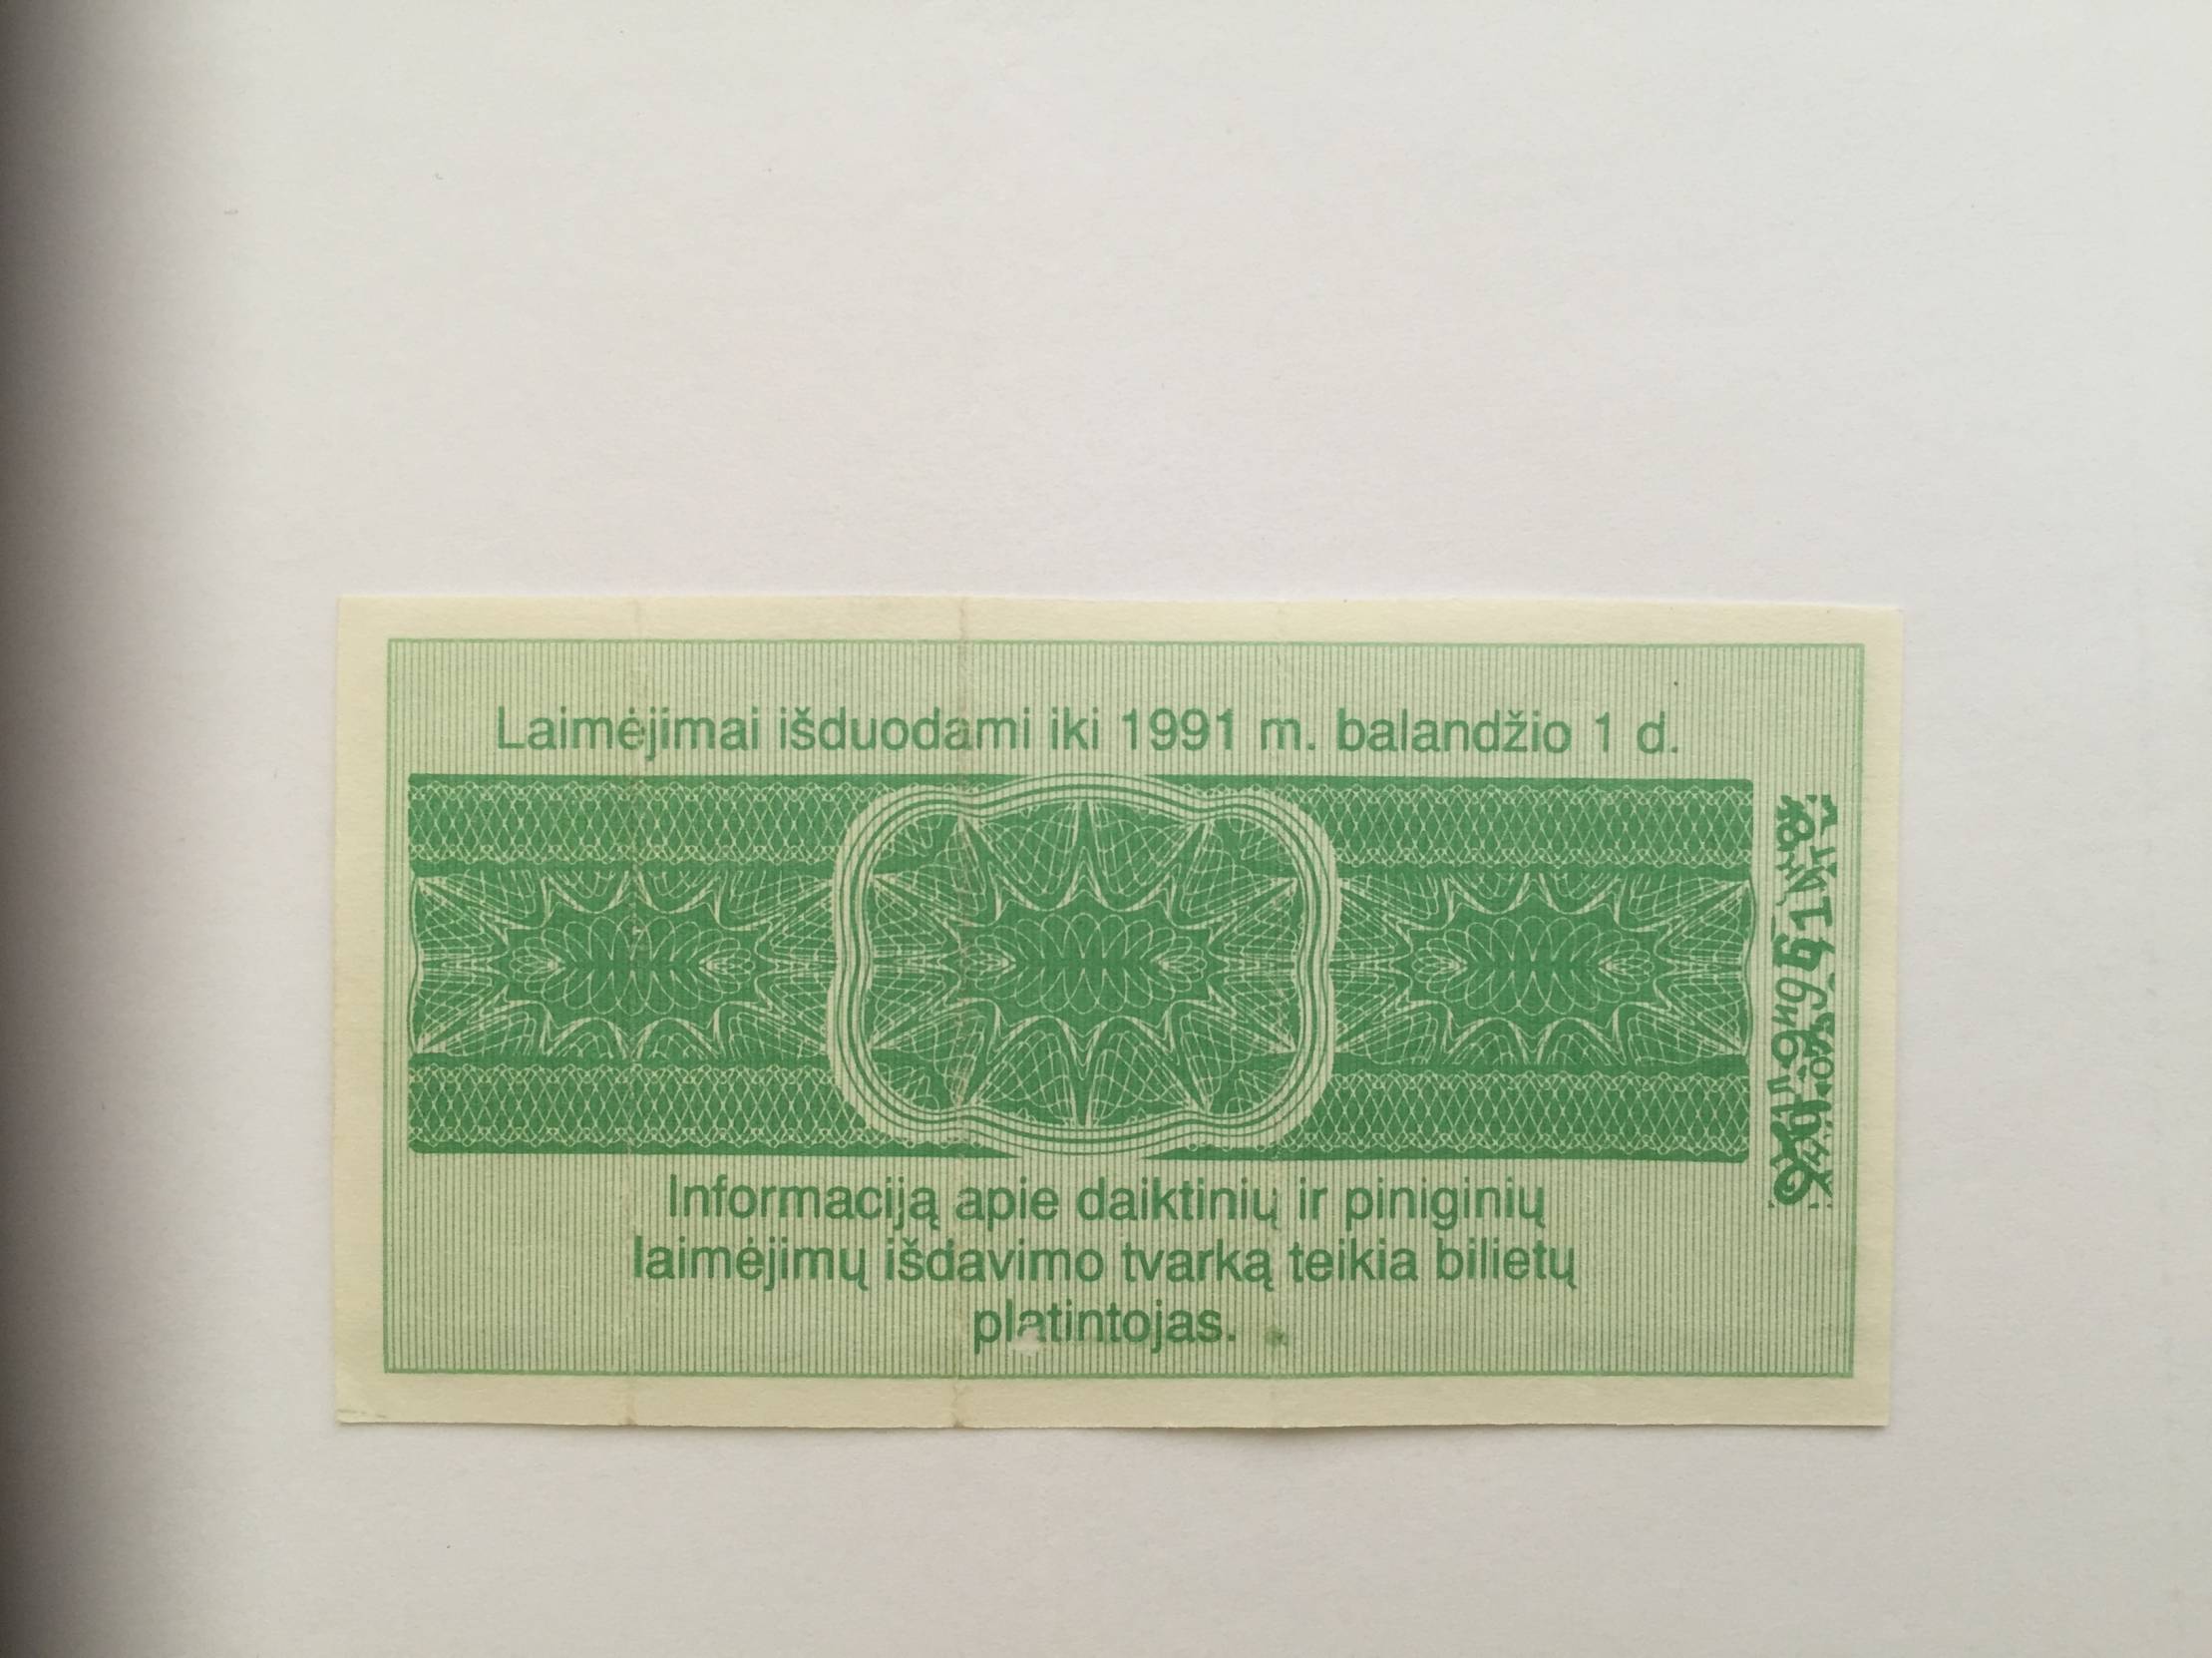 Laimėjimai išduodami iki 1991 m. balandžio 1 d.
Informaciją apie daiktinių ir piniginių
laimėjimų išdavimo tvarką teikia bilietų
platintojas.